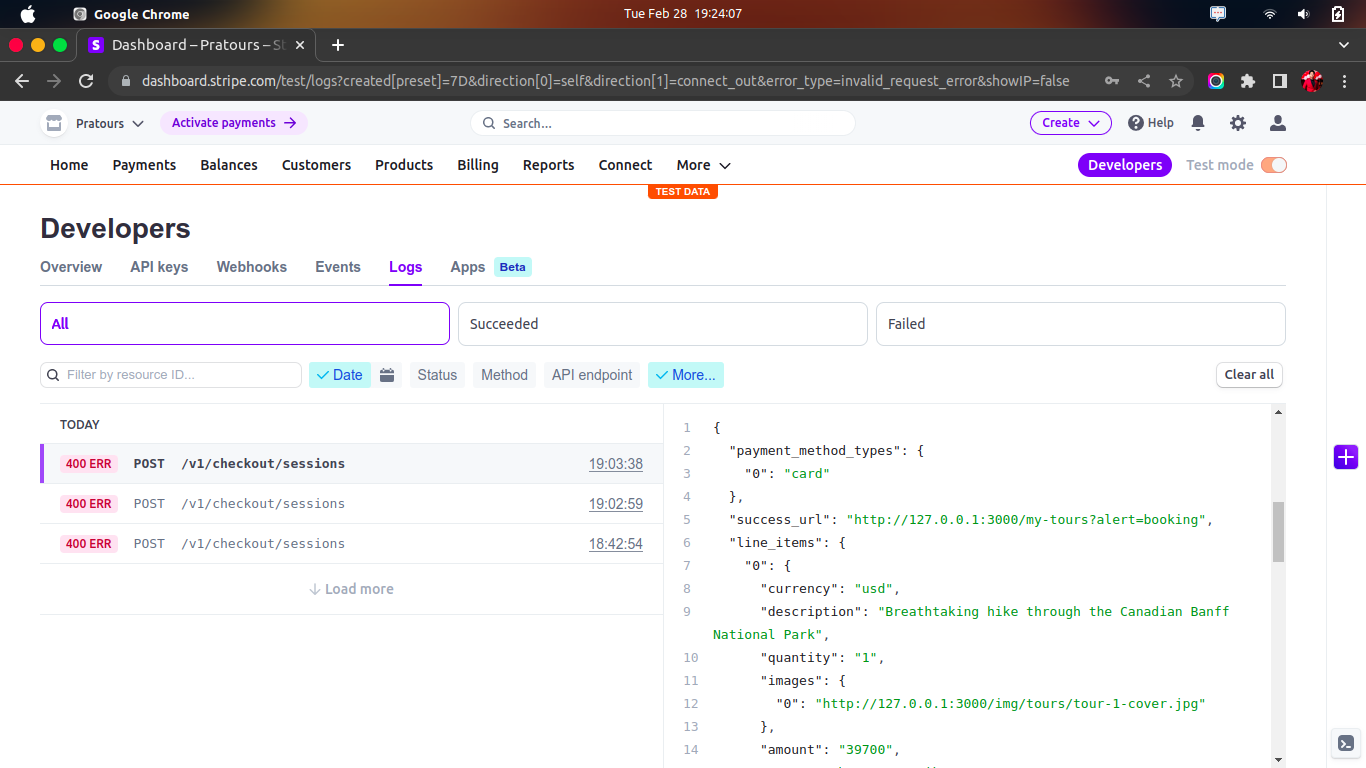 Google Chrome
Tue Feb 28 19:24:07
S Dashboard – Pratours – St
dashboard.stripe.com/test/logs?created[preset]=7D&direction[0]=self&direction[1]=connect_out&error_type=invalid_request_error&showIP=false
Pratours Activate payments → Search... Create Help
Home Payments Balances Customers Products Billing Reports Connect More Developers Test mode
TEST DATA
Developers
Overview API keys Webhooks Events Logs Apps Beta
All Succeeded Failed
Filter by resource ID... Date Status Method API endpoint More... Clear all
TODAY
400 ERR POST /v1/checkout/sessions 19:03:38
400 ERR POST /v1/checkout/sessions 19:02:59
400 ERR POST /v1/checkout/sessions 18:42:54
Load more
1 {
2 "payment_method_types": {
3 "0": "card"
4 },
5 "success_url": "http://127.0.0.1:3000/my-tours?alert=booking",
6 "line_items": {
7 "0": {
8 "currency": "usd",
9 "description": "Breathtaking hike through the Canadian Banff
National Park",
10 "quantity": "1",
11 "images": {
12 "0": "http://127.0.0.1:3000/img/tours/tour-1-cover.jpg"
13 },
14 "amount": "39700",